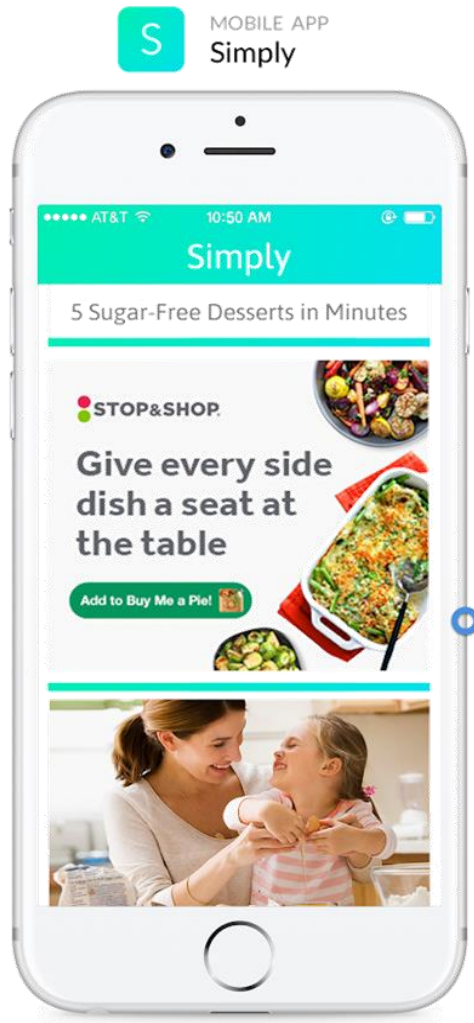 S
MOBILE APP
Simply
AT&T
10:50 AM
Simply
5 Sugar-Free Desserts in Minutes
STOP&SHOP.
Give every side
dish a seat at
the table
Add to Buy Me a Pie!